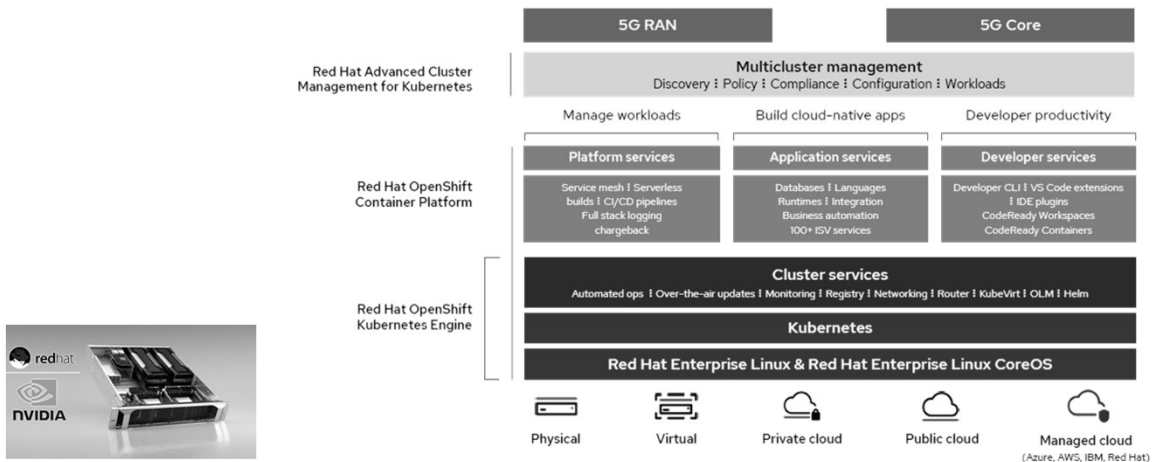 5G RAN
5G Core
Red Hat Advanced Cluster
Management for Kubernetes
Multicluster management
Discovery ⁝ Policy ⁝ Compliance ⁝ Configuration ⁝ Workloads
Manage workloads
Build cloud-native apps
Developer productivity
Red Hat OpenShift
Container Platform
Platform services
Service mesh ⁝ Serverless
builds ⁝ CI/CD pipelines
Full stack logging
chargeback
Application services
Databases ⁝ Languages
Runtimes ⁝ Integration
Business automation
100+ ISV services
Developer services
Developer CLI ⁝ VS Code extensions
⁝ IDE plugins
CodeReady Workspaces
CodeReady Containers
Red Hat OpenShift
Kubernetes Engine
Cluster services
Automated ops ⁝ Over-the-air updates ⁝ Monitoring ⁝ Registry ⁝ Networking ⁝ Router ⁝ KubeVirt ⁝ OLM ⁝ Helm
Kubernetes
Red Hat Enterprise Linux & Red Hat Enterprise Linux CoreOS
redhat
NVIDIA
Physical
Virtual
Private cloud
Public cloud
Managed cloud
(Azure, AWS, IBM, Red Hat)